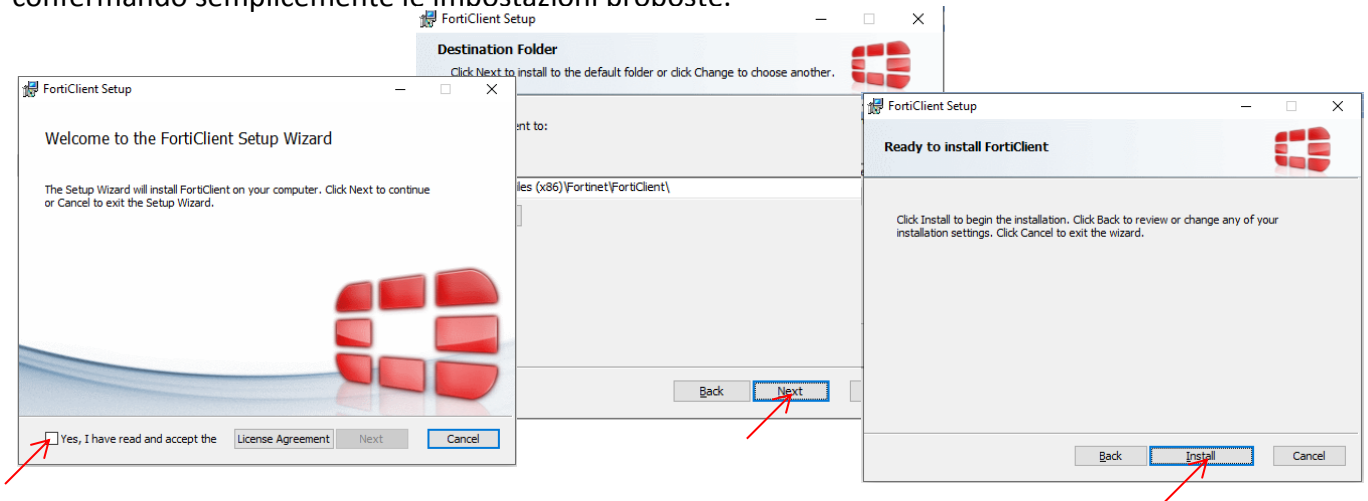 confermando semplicemente le impostazioni broposte.
FortiClient Setup
Destination Folder
Click Next to install to the default folder or click Change to choose another.
ent to:
iles (x86)\Fortinet\FortiClient\
Back
Next
FortiClient Setup
Welcome to the FortiClient Setup Wizard
The Setup Wizard will install FortiClient on your computer. Click Next to continue
or Cancel to exit the Setup Wizard.
Yes, I have read and accept the
License Agreement
Next
Cancel
FortiClient Setup
Ready to install FortiClient
Click Install to begin the installation. Click Back to review or change any of your
installation settings. Click Cancel to exit the wizard.
Back
Install
Cancel